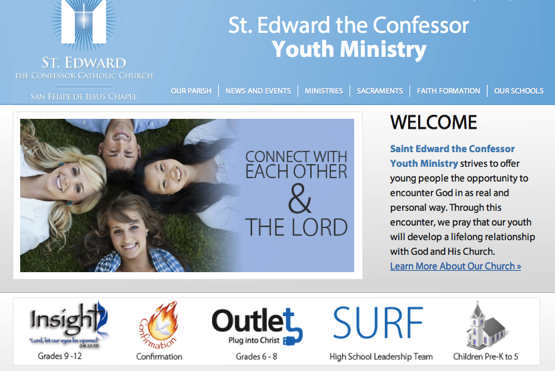 St. Edward the Confessor
Youth Ministry
ST. EDWARD
THE CONFESSOR CATHOLIC CHURCH
SAN FELIPE DE JESUS CHAPEL
OUR PARISH
NEWS AND EVENTS
MINISTRIES
SACRAMENTS
FAITH FORMATION
OUR SCHOOLS
CONNECT WITH
EACH OTHER
&
THE LORD
WELCOME
Saint Edward the Confessor
Youth Ministry strives to offer
young people the opportunity to
encounter God in as real and
personal way. Through this
encounter, we pray that our youth
will develop a lifelong relationship
with God and His Church.
Learn More About Our Church »
Insight
"Lord, let our eyes be opened"
Grades 9 -12
Confirmation
Confirmation
Outlet
Plug into Christ
Grades 6 - 8
SURF
High School Leadership Team
Children Pre-K to 5